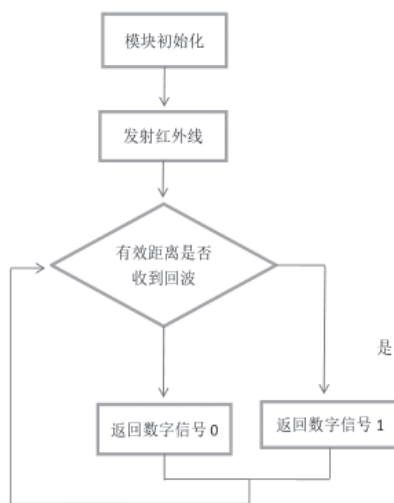 模块初始化
发射红外线
有效距离是否
收到回波
是
返回数字信号 0
返回数字信号 1